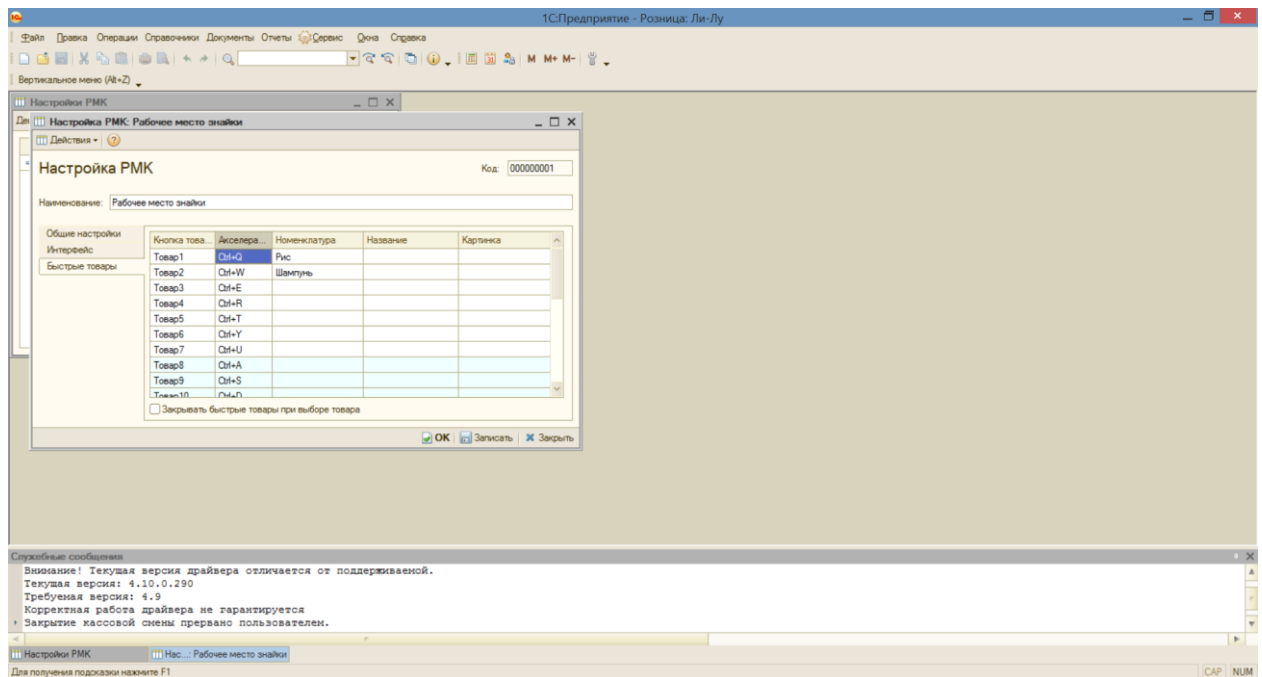 1С:Предприятие - Розница: Ли-Лу
Файл Правка Операции Справочники Документы Отчеты Сервис Окна Справка
M M+ M-
Вертикальное меню (Alt+Z)
Настройки РМК
Настройка РМК: Рабочее место знайки
Действия
Настройка РМК
Код: 000000001
Наименование: Рабочее место знайки
Общие настройки
Интерфейс
Быстрые товары
Кнопка това... Акселера... Номенклатура Название Картинка
Товар1 Ctrl+Q Рис
Товар2 Ctrl+W Шампунь
Товар3 Ctrl+E
Товар4 Ctrl+R
Товар5 Ctrl+T
Товар6 Ctrl+Y
Товар7 Ctrl+U
Товар8 Ctrl+A
Товар9 Ctrl+S
Товар10 Ctrl+D
Закрывать быстрые товары при выборе товара
OK Записать Закрыть
Служебные сообщения
Внимание! Текущая версия драйвера отличается от поддерживаемой.
Текущая версия: 4.10.0.290
Требуемая версия: 4.9
Корректная работа драйвера не гарантируется
Закрытие кассовой смены прервано пользователем.
Настройки РМК Нас...: Рабочее место знайки
Для получения подсказки нажмите F1
CAP NUM